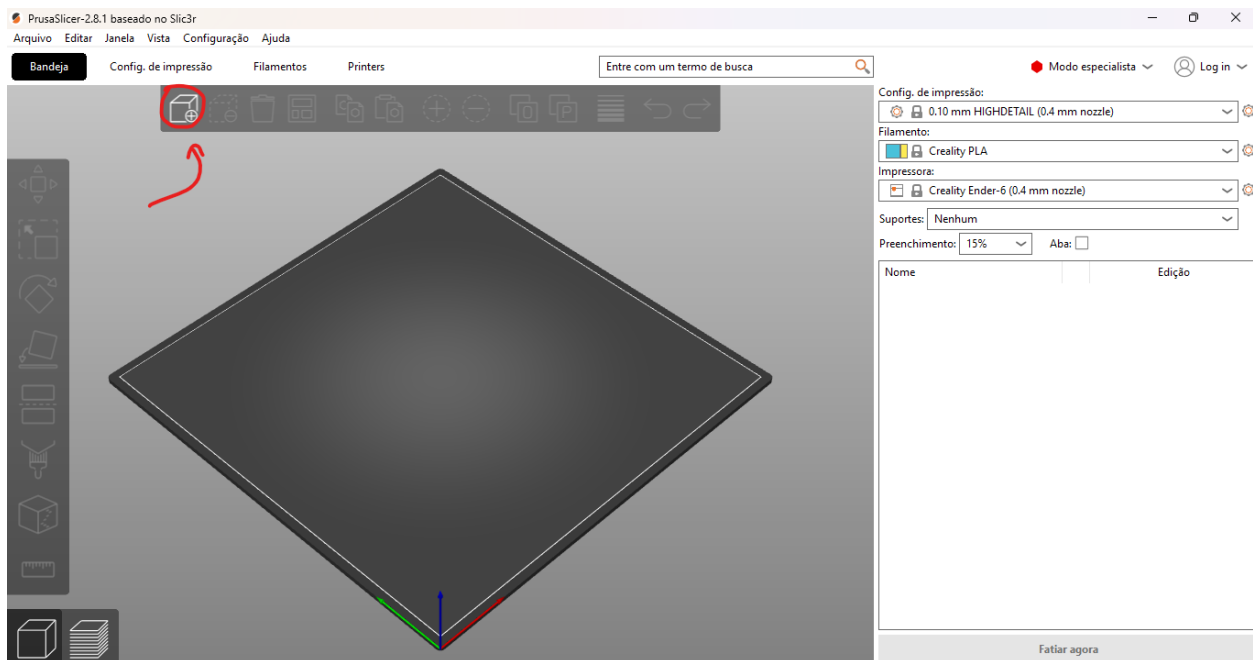 PrusaSlicer-2.8.1 baseado no Slic3r
Arquivo Editar Janela Vista Configuração Ajuda
Bandeja Config. de impressão Filamentos Printers Entre com um termo de busca Modo especialista Log in
Config. de impressão:
0.10 mm HIGHDETAIL (0.4 mm nozzle)
Filamento:
Creality PLA
Impressora:
Creality Ender-6 (0.4 mm nozzle)
Suportes: Nenhum
Preenchimento: 15% Aba:
Nome Edição
Fatiar agora